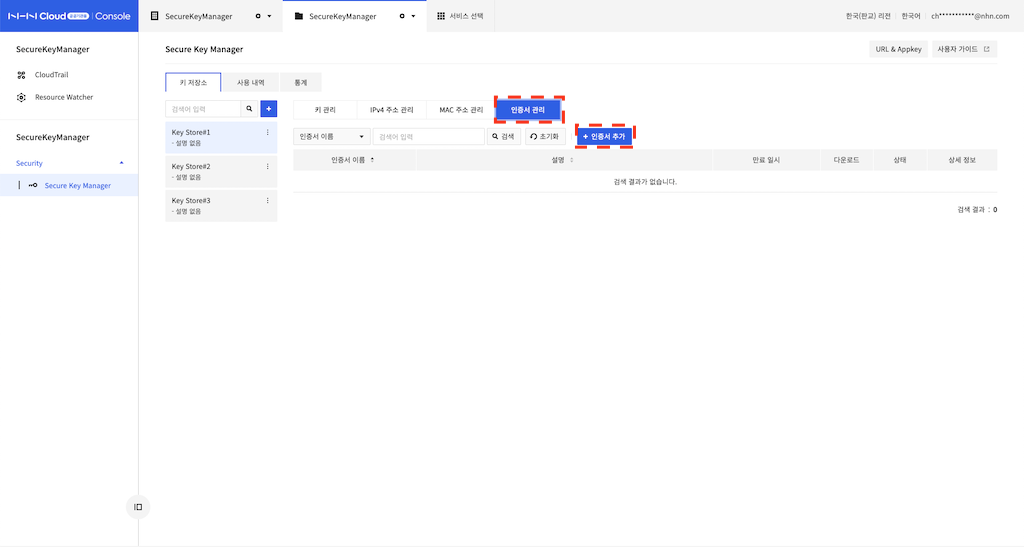 NHN Cloud 공공기관용 Console
SecureKeyManager
SecureKeyManager
서비스 선택
한국(판교) 리전
한국어
ch***********@nhn.com
SecureKeyManager
CloudTrail
Resource Watcher
SecureKeyManager
Security
Secure Key Manager
Secure Key Manager
URL & Appkey
사용자 가이드
키 저장소
사용 내역
통계
검색어 입력
+
Key Store#1
- 설명 없음
Key Store#2
- 설명 없음
Key Store#3
- 설명 없음
키 관리
IPv4 주소 관리
MAC 주소 관리
인증서 관리
인증서 이름
검색어 입력
검색
초기화
+ 인증서 추가
인증서 이름
설명
만료 일시
다운로드
상태
상세 정보
검색 결과가 없습니다.
검색 결과 : 0